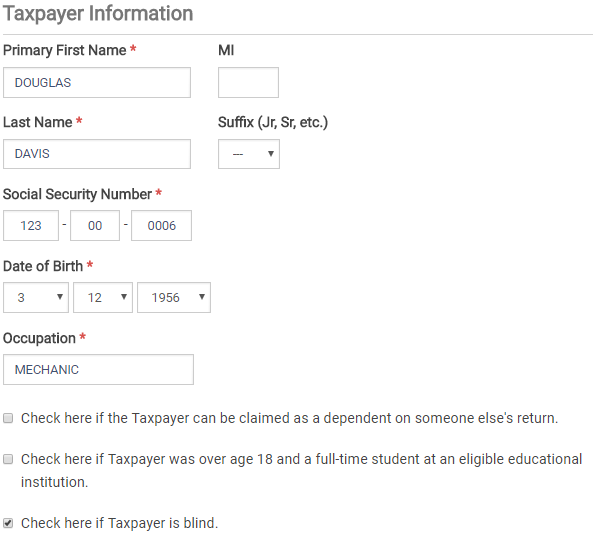 Taxpayer Information
Primary First Name * MI
DOUGLAS
Last Name * Suffix (Jr, Sr, etc.)
DAVIS ---
Social Security Number *
123 - 00 - 0006
Date of Birth *
3 12 1956
Occupation *
MECHANIC
Check here if the Taxpayer can be claimed as a dependent on someone else's return.
Check here if Taxpayer was over age 18 and a full-time student at an eligible educational
institution.
Check here if Taxpayer is blind.